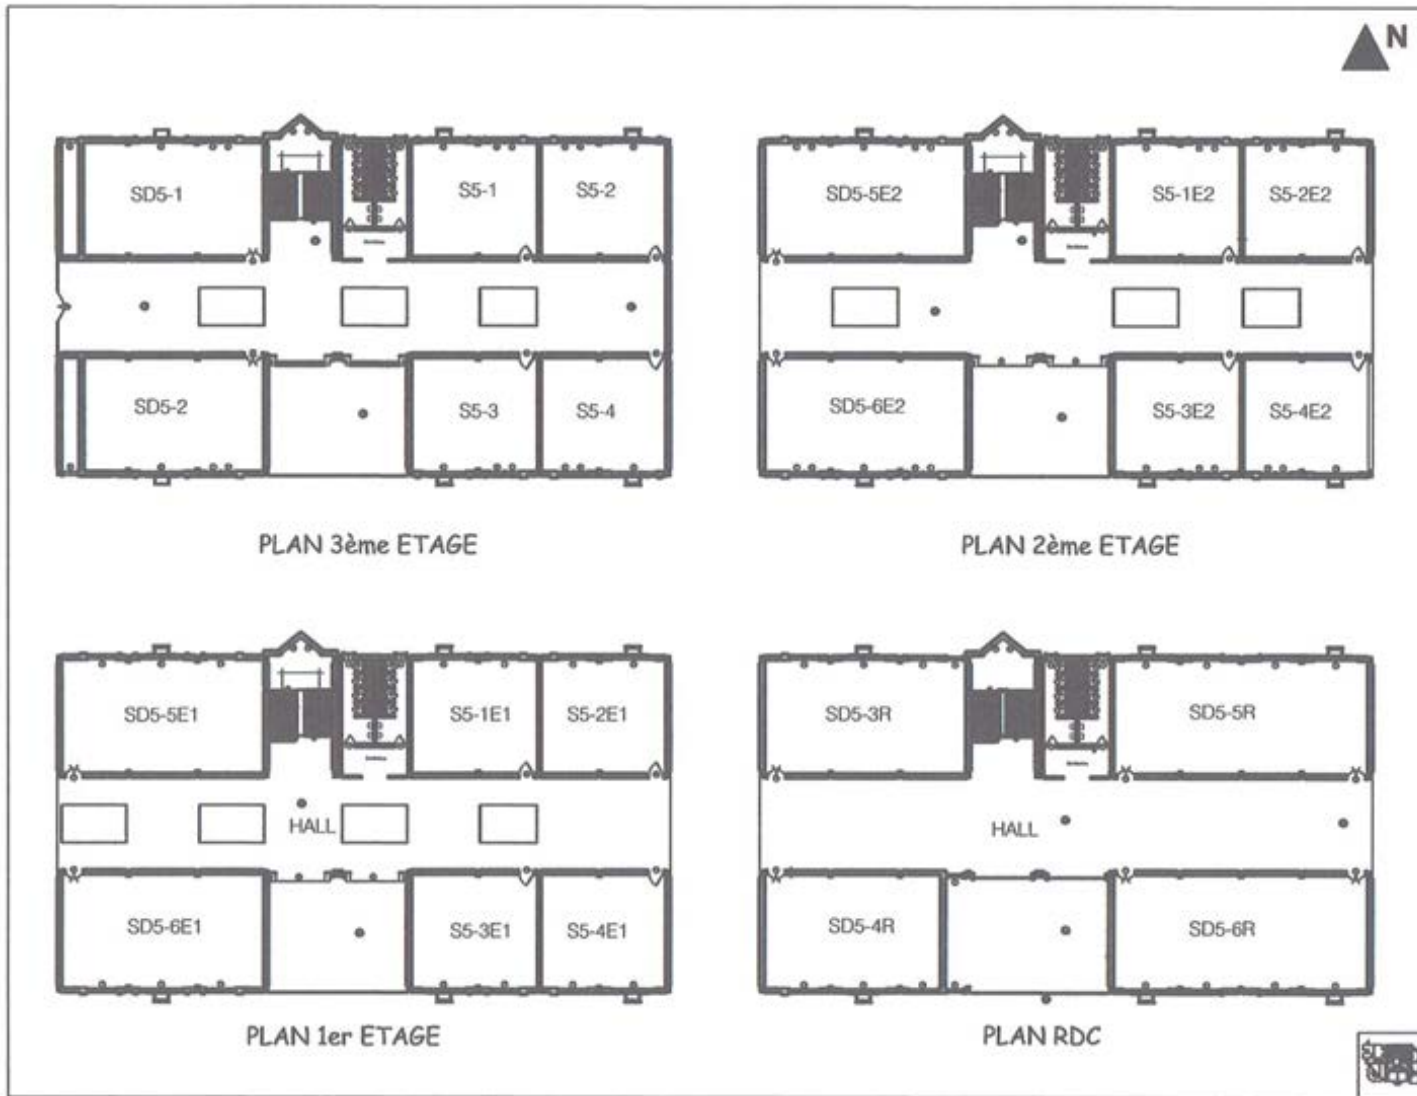 N
SD5-1
S5-1
S5-2
SD5-2
S5-3
S5-4
PLAN 3ème ETAGE
SD5-5E2
S5-1E2
S5-2E2
SD5-6E2
S5-3E2
S5-4E2
PLAN 2ème ETAGE
SD5-5E1
S5-1E1
S5-2E1
HALL
SD5-6E1
S5-3E1
S5-4E1
PLAN 1er ETAGE
SD5-3R
SD5-5R
HALL
SD5-4R
SD5-6R
PLAN RDC